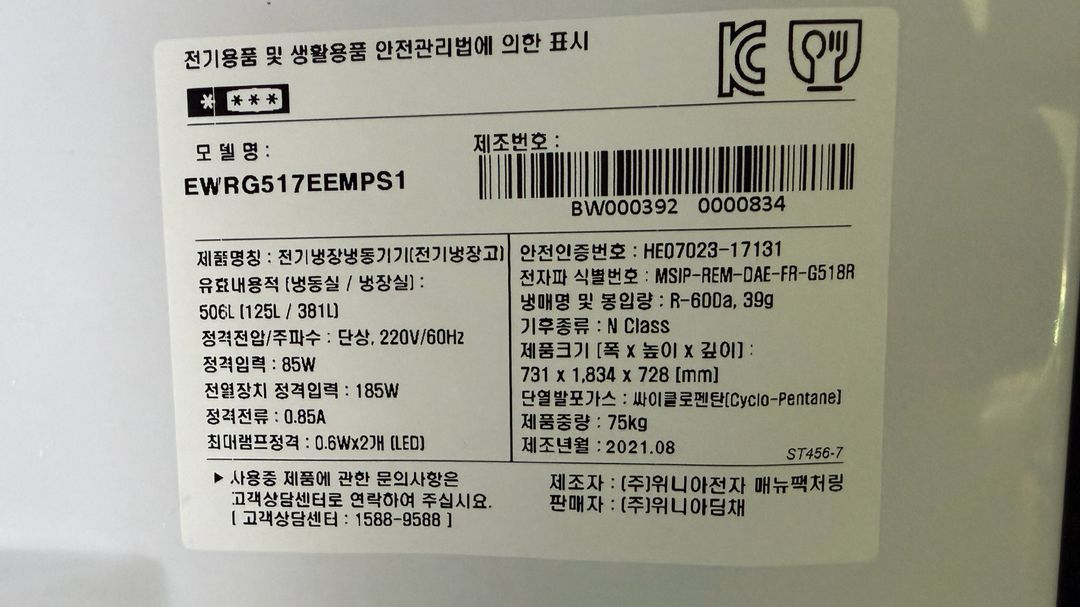 전기용품 및 생활용품 안전관리법에 의한 표시
* ***
모 델 명 :
EWRG517EEMPS1
제조번호 :
BW000392 0000834
제품명칭 : 전기냉장냉동기기(전기냉장고)
유효내용적 (냉동실 / 냉장실) :
506L (125L / 381L)
정격전압/주파수 : 단상, 220V/60Hz
정격입력 : 85W
전열장치 정격입력 : 185W
정격전류 : 0.85A
최대램프정격 : 0.6Wx2개 (LED)
안전인증번호 : HE07023-17131
전자파 식별번호 : MSIP-REM-DAE-FR-G518R
냉매명 및 봉입량 : R-600a, 39g
기후종류 : N Class
제품크기 [폭 x 높이 x 깊이] :
731 x 1,834 x 728 [mm]
단열발포가스 : 싸이클로펜탄(Cyclo-Pentane)
제품중량 : 75kg
제조년월 : 2021.08
ST456-7
▶ 사용중 제품에 관한 문의사항은
고객상담센터로 연락하여 주십시요.
[ 고객상담센터 : 1588-9588 ]
제조자 : (주)위니아전자 매뉴팩처링
판매자 : (주)위니아딤채